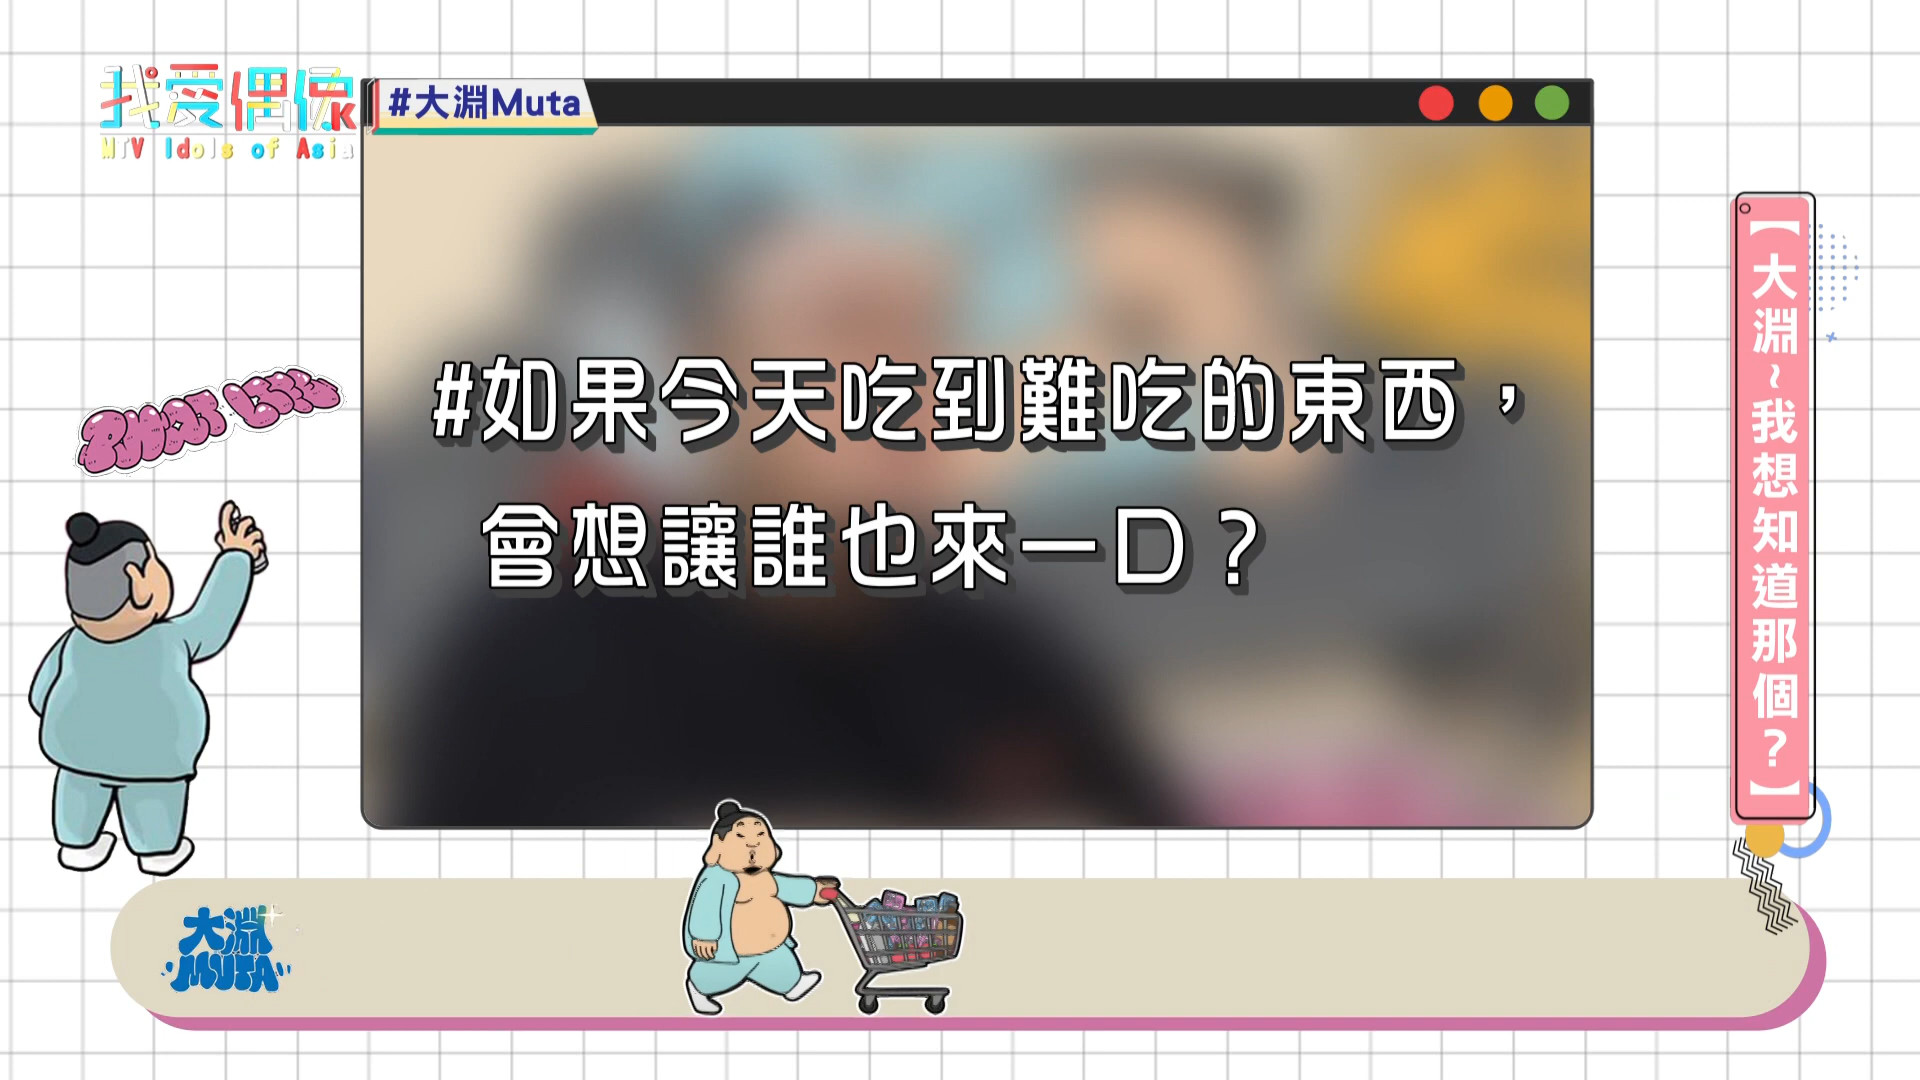 我愛偶像K
MTV Idols of Asia
#大淵Muta
#如果今天吃到難吃的東西，
會想讓誰也來一口？
【大淵~我想知道那個？】
大淵
MUTA